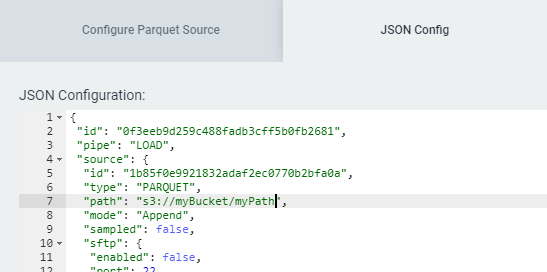 Configure Parquet Source
JSON Config
JSON Configuration:
1 {
2 "id": "0f3eeb9d259c488fadb3cff5b0fb2681",
3 "pipe": "LOAD",
4 "source": {
5 "id": "1b85f0e9921832adaf2ec0770b2bfa0a",
6 "type": "PARQUET",
7 "path": "s3://myBucket/myPath",
8 "mode": "Append",
9 "sampled": false,
10 "sftp": {
11 "enabled": false,
12 "port": 22,